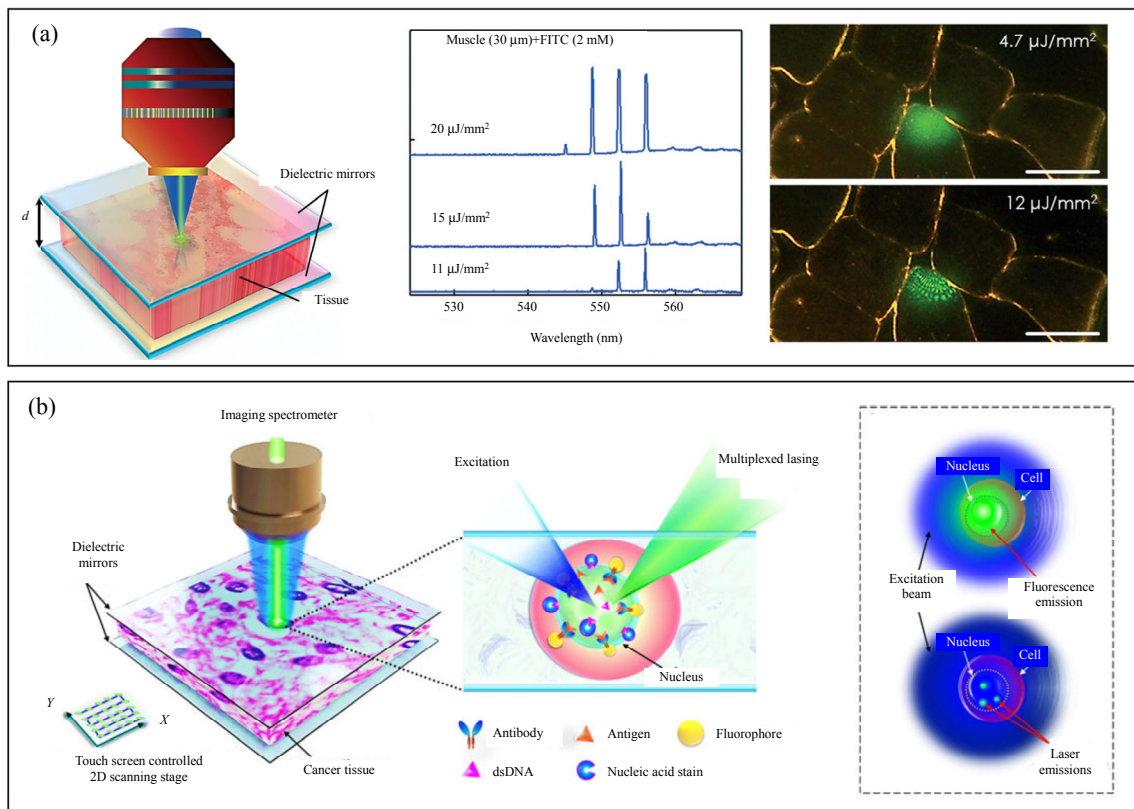 (a)
Dielectric mirrors
d
Tissue
Muscle (30 μm)+FITC (2 mM)
20 μJ/mm²
15 μJ/mm²
11 μJ/mm²
530
540
550
560
Wavelength (nm)
4.7 μJ/mm²
12 μJ/mm²
(b)
Imaging spectrometer
Dielectric
mirrors
Y
X
Touch screen controlled
2D scanning stage
Cancer tissue
Excitation
Multiplexed lasing
Nucleus
Antibody
Antigen
Fluorophore
dsDNA
Nucleic acid stain
Nucleus
Cell
Excitation
beam
Fluorescence
emission
Nucleus
Cell
Laser
emissions